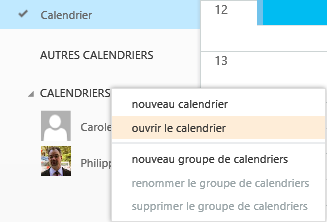 Calendrier
12
AUTRES CALENDRIERS
13
CALENDRIERS
nouveau calendrier
Carole
ouvrir le calendrier
Philipp
nouveau groupe de calendriers
renommer le groupe de calendriers
supprimer le groupe de calendriers